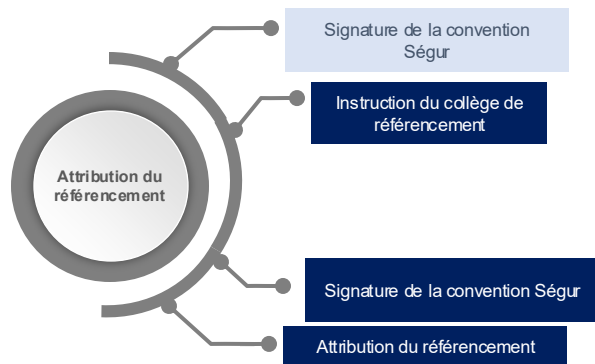 Signature de la convention
Ségur
Instruction du collège de
référencement
Attribution du
référencement
Signature de la convention Ségur
Attribution du référencement